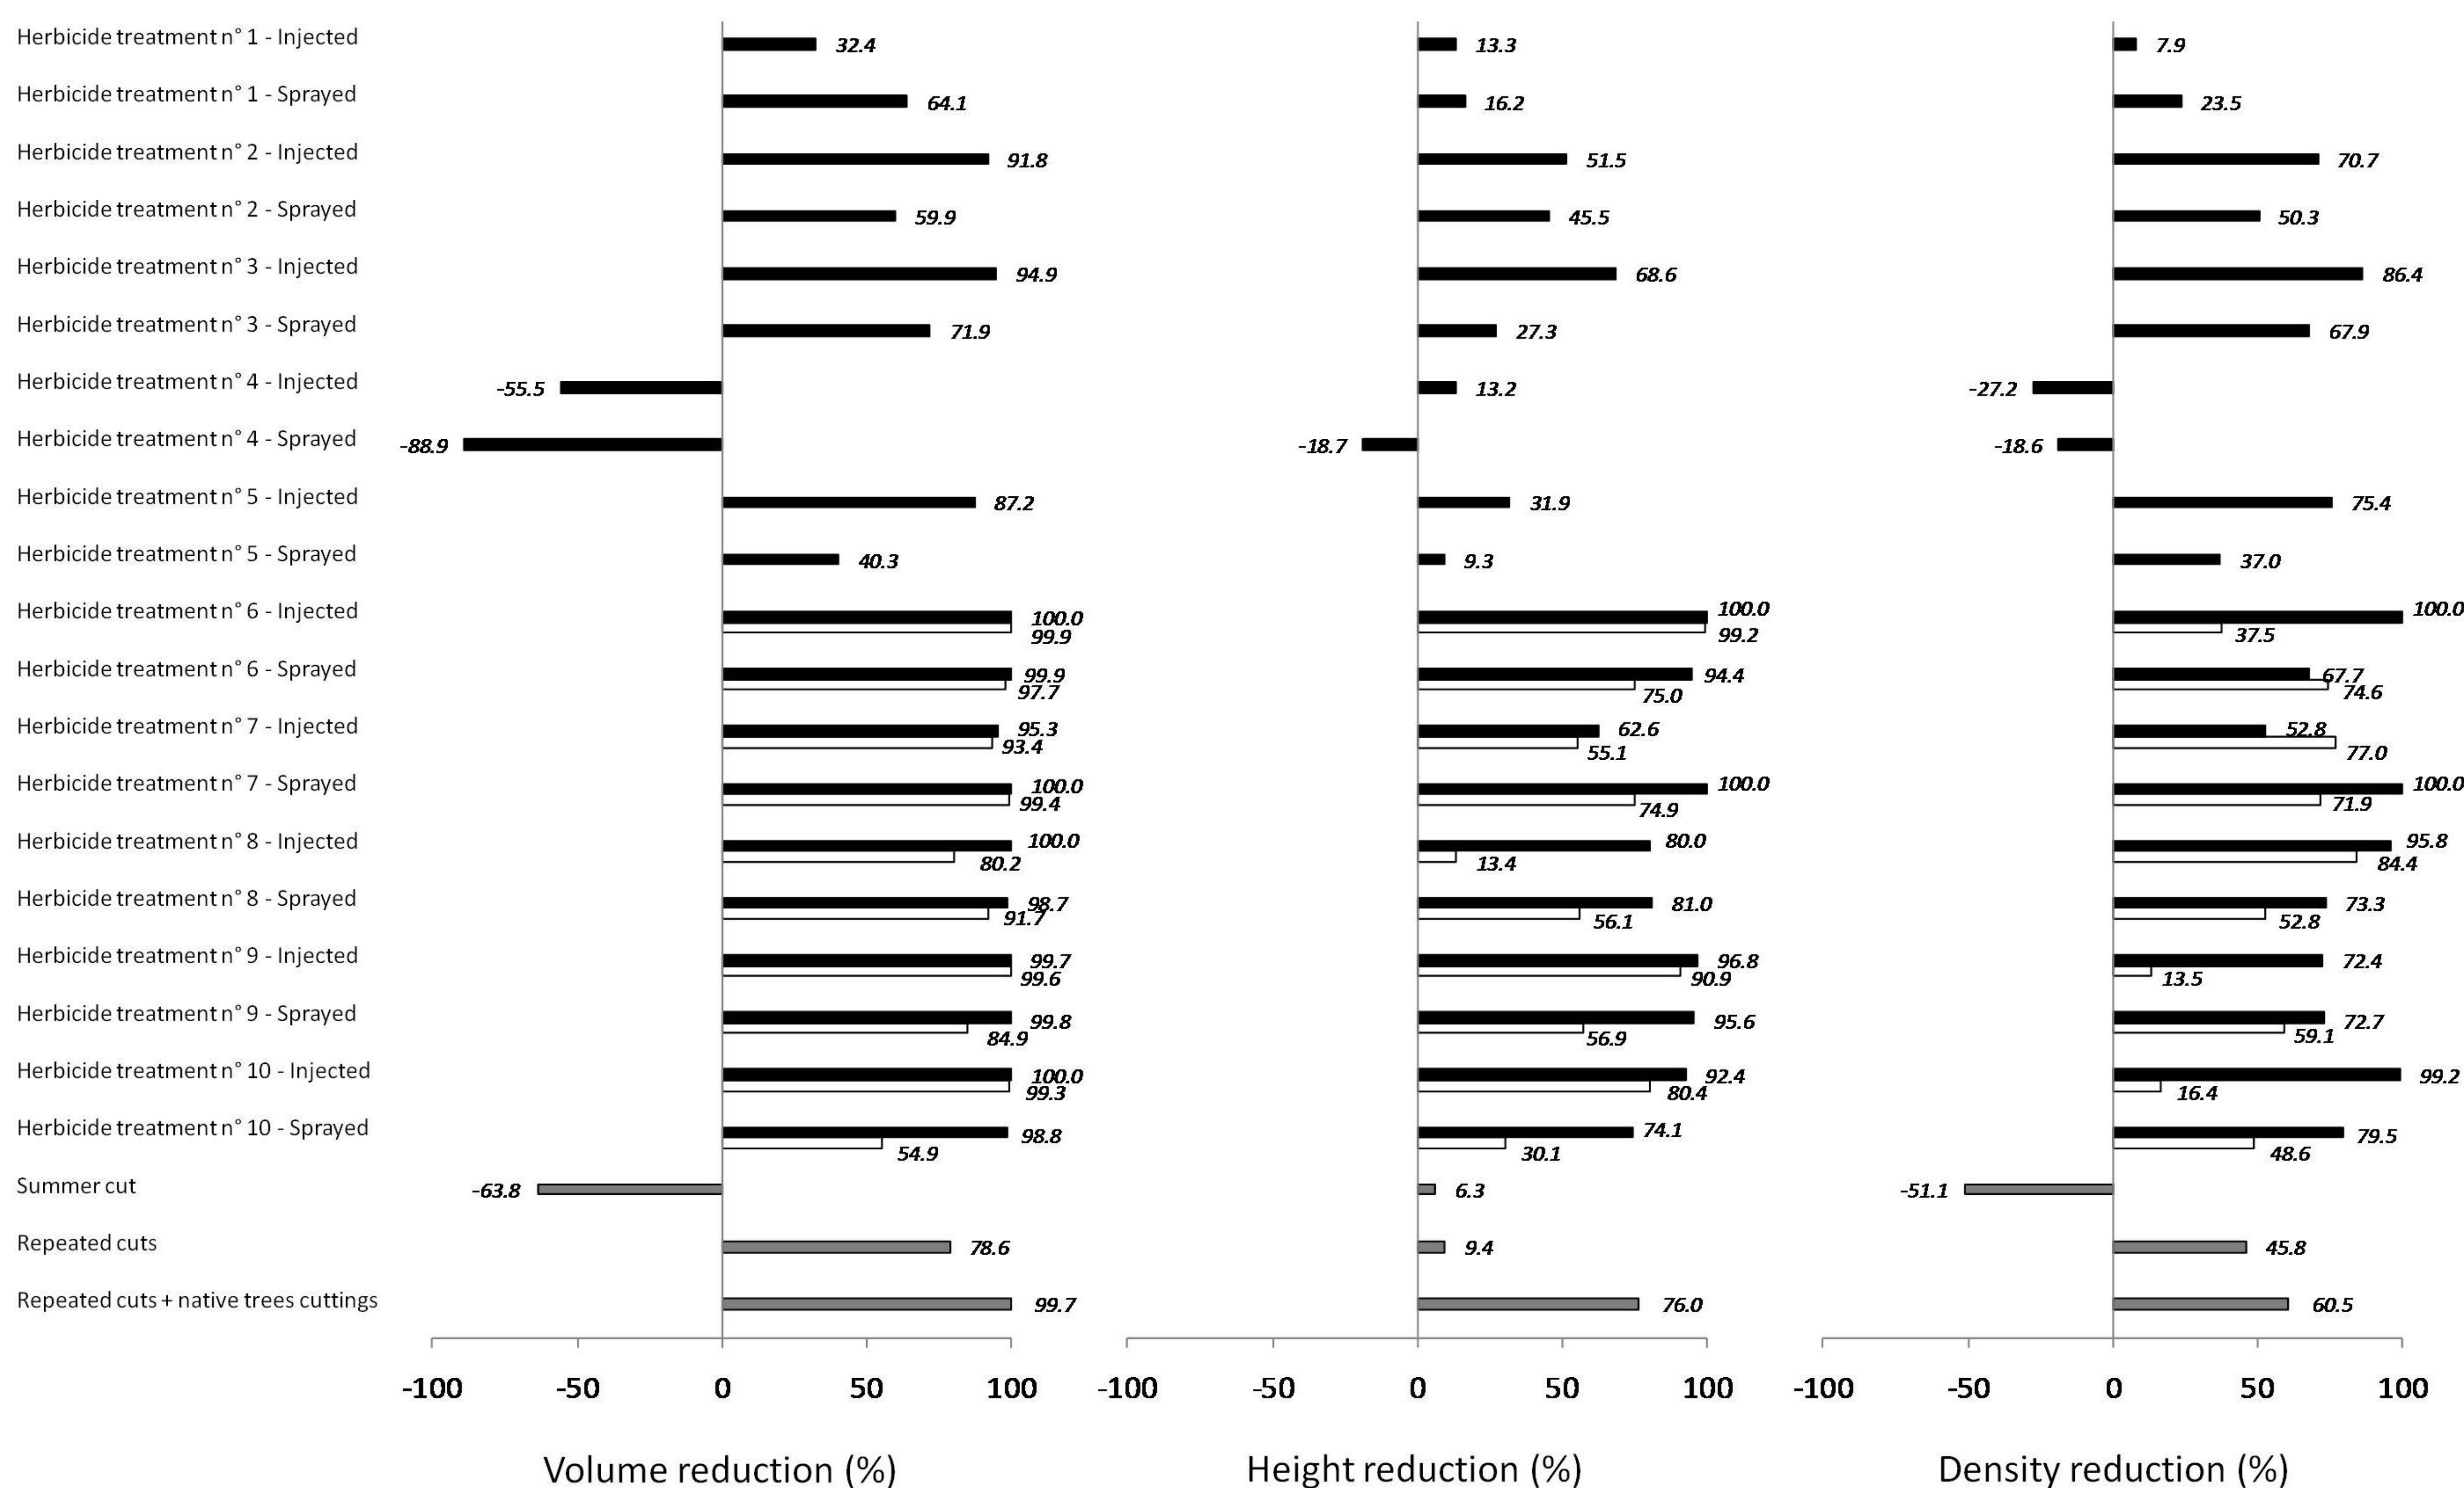 Herbicide treatment n° 1 - Injected 32.4 13.3 7.9
Herbicide treatment n° 1 - Sprayed 64.1 16.2 23.5
Herbicide treatment n° 2 - Injected 91.8 51.5 70.7
Herbicide treatment n° 2 - Sprayed 59.9 45.5 50.3
Herbicide treatment n° 3 - Injected 94.9 68.6 86.4
Herbicide treatment n° 3 - Sprayed 71.9 27.3 67.9
Herbicide treatment n° 4 - Injected -55.5 13.2 -27.2
Herbicide treatment n° 4 - Sprayed -88.9 -18.7 -18.6
Herbicide treatment n° 5 - Injected 87.2 31.9 75.4
Herbicide treatment n° 5 - Sprayed 40.3 9.3 37.0
Herbicide treatment n° 6 - Injected 100.0 100.0 100.0
99.9 99.2 37.5
Herbicide treatment n° 6 - Sprayed 99.9 94.4 67.7
97.7 75.0 74.6
Herbicide treatment n° 7 - Injected 95.3 62.6 52.8
93.4 55.1 77.0
Herbicide treatment n° 7 - Sprayed 100.0 100.0 100.0
99.4 74.9 71.9
Herbicide treatment n° 8 - Injected 100.0 80.0 95.8
80.2 13.4 84.4
Herbicide treatment n° 8 - Sprayed 98.7 81.0 73.3
91.7 56.1 52.8
Herbicide treatment n° 9 - Injected 99.7 96.8 72.4
99.6 90.9 13.5
Herbicide treatment n° 9 - Sprayed 99.8 95.6 72.7
84.9 56.9 59.1
Herbicide treatment n° 10 - Injected 100.0 92.4 99.2
99.3 80.4 16.4
Herbicide treatment n° 10 - Sprayed 98.8 74.1 79.5
54.9 30.1 48.6
Summer cut -63.8 6.3 -51.1
Repeated cuts 78.6 9.4 45.8
Repeated cuts + native trees cuttings 99.7 76.0 60.5
-100 -50 0 50 100 -100 -50 0 50 100 -100 -50 0 50 100
Volume reduction (%) Height reduction (%) Density reduction (%)